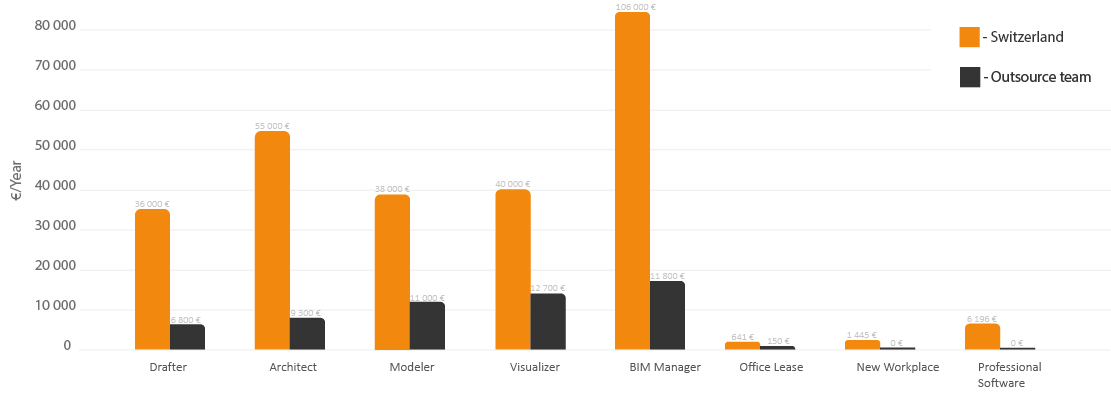 106 000 €
80 000
- Switzerland
70 000
- Outsource team
60 000
55 000 €
50 000
40 000
40 000 €
38 000 €
€/Year
36 000 €
30 000
20 000
11 800 €
12 700 €
11 000 €
10 000
9 300 €
6 800 €
6 196 €
641 €
150 €
1 445 €
0 €
0 €
0
Drafter
Architect
Modeler
Visualizer
BIM Manager
Office Lease
New Workplace
Professional
Software